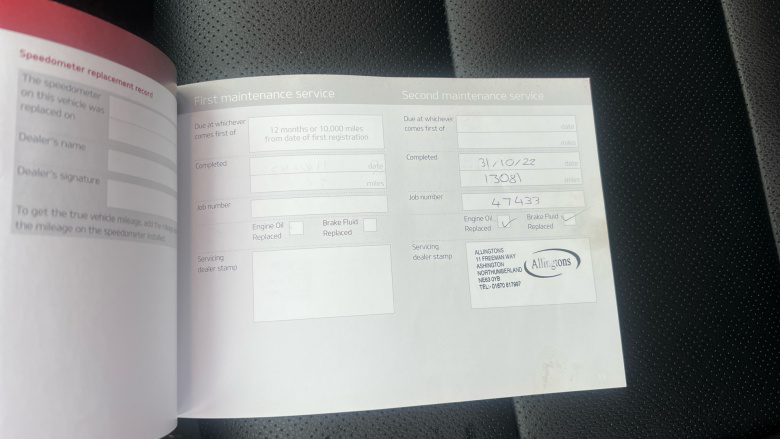 Speedometer replacement record
The speedometer
on this vehicle was
replaced on
Dealer's name
Dealer's signature
To get the true vehicle mileage, add the
the mileage on the speedometer installed.
First maintenance service
Due at whichever
comes first of
12 months or 10,000 miles
from date of first registration
Completed
date
miles
Job number
Engine Oil
Replaced
Brake Fluid
Replaced
Servicing
dealer stamp
Second maintenance service
Due at whichever
comes first of
date
miles
Completed
31/10/22 date
13081 miles
Job number
47433
Engine Oil
Replaced
Brake Fluid
Replaced
Servicing
dealer stamp
ALLINGTONS
11 FREEMAN WAY
ASHINGTON
NORTHUMBERLAND
NE63 0YB
TEL:- 01670 817987
Allingtons